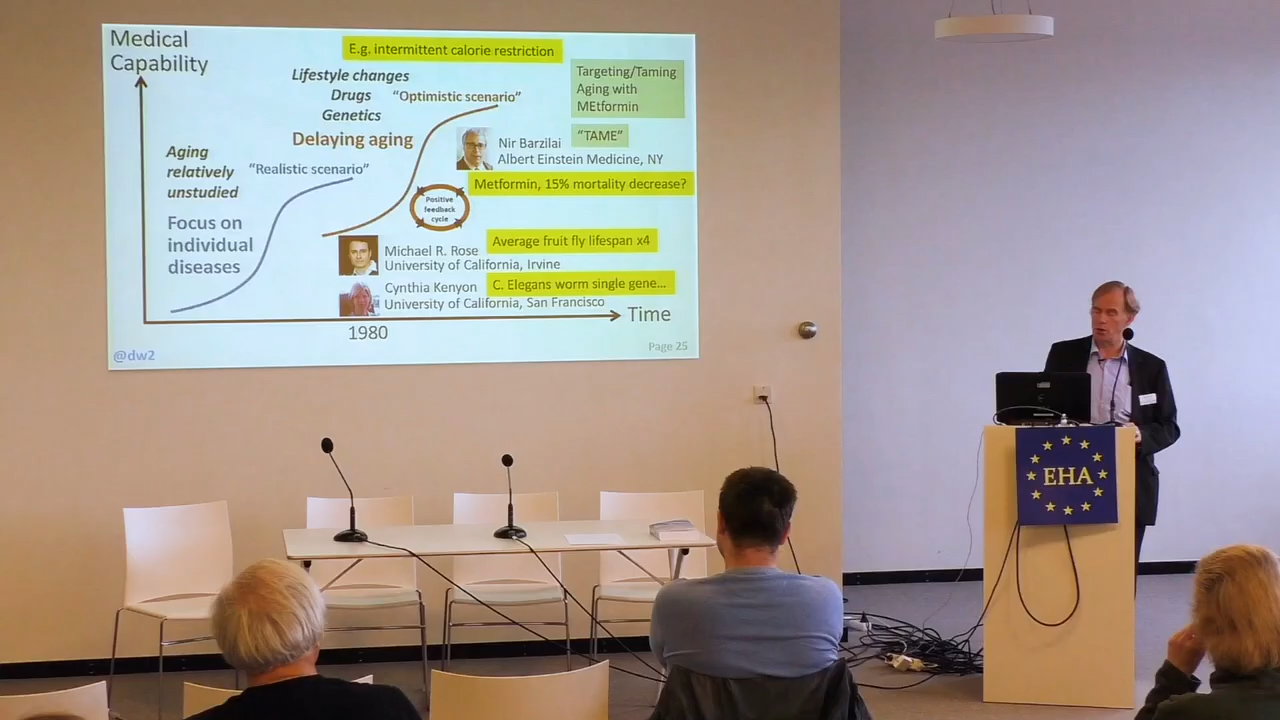 Medical
Capability
E.g. intermittent calorie restriction
Lifestyle changes
Drugs
Genetics
"Optimistic scenario"
Delaying aging
Targeting/Taming
Aging with
MEtformin
"TAME"
Nir Barzilai
Albert Einstein Medicine, NY
Aging
relatively
unstudied
"Realistic scenario"
Metformin, 15% mortality decrease?
Positive
feedback
cycle
Focus on
individual
diseases
Michael R. Rose
University of California, Irvine
Average fruit fly lifespan x4
Cynthia Kenyon
University of California, San Francisco
C. Elegans worm single gene...
Time
1980
@dw2
Page 25
EHA